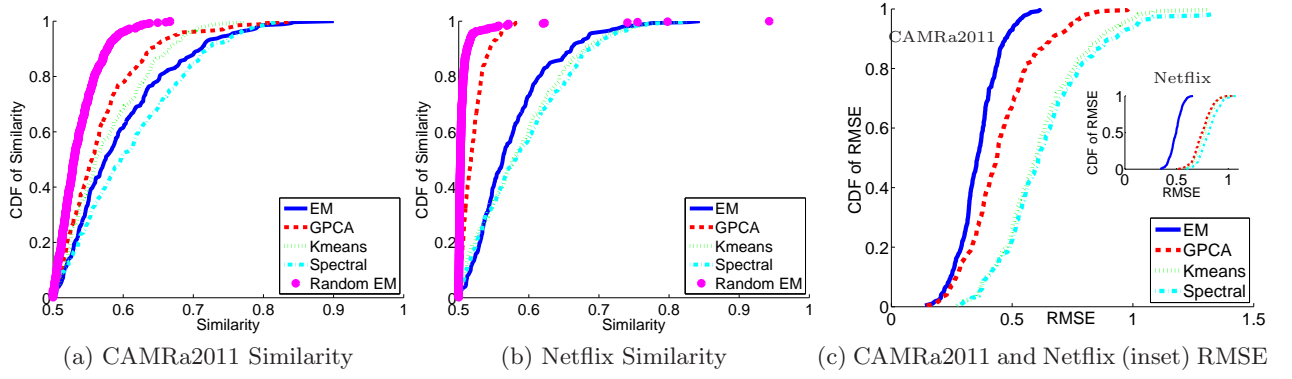 CDF of Similarity
1
0.8
0.6
0.4
0.2
0
0.5
0.6
0.7
0.8
0.9
1
Similarity
EM
GPCA
Kmeans
Spectral
Random EM
(a) CAMRa2011 Similarity
CDF of Similarity
1
0.8
0.6
0.4
0.2
0
0.5
0.6
0.7
0.8
0.9
1
Similarity
EM
GPCA
Kmeans
Spectral
Random EM
(b) Netflix Similarity
CDF of RMSE
1
0.8
0.6
0.4
0.2
0
0
0.5
1
1.5
RMSE
CAMRa2011
Netflix
CDF of RMSE
1
0.5
0
0
0.5
1
RMSE
EM
GPCA
Kmeans
Spectral
(c) CAMRa2011 and Netflix (inset) RMSE